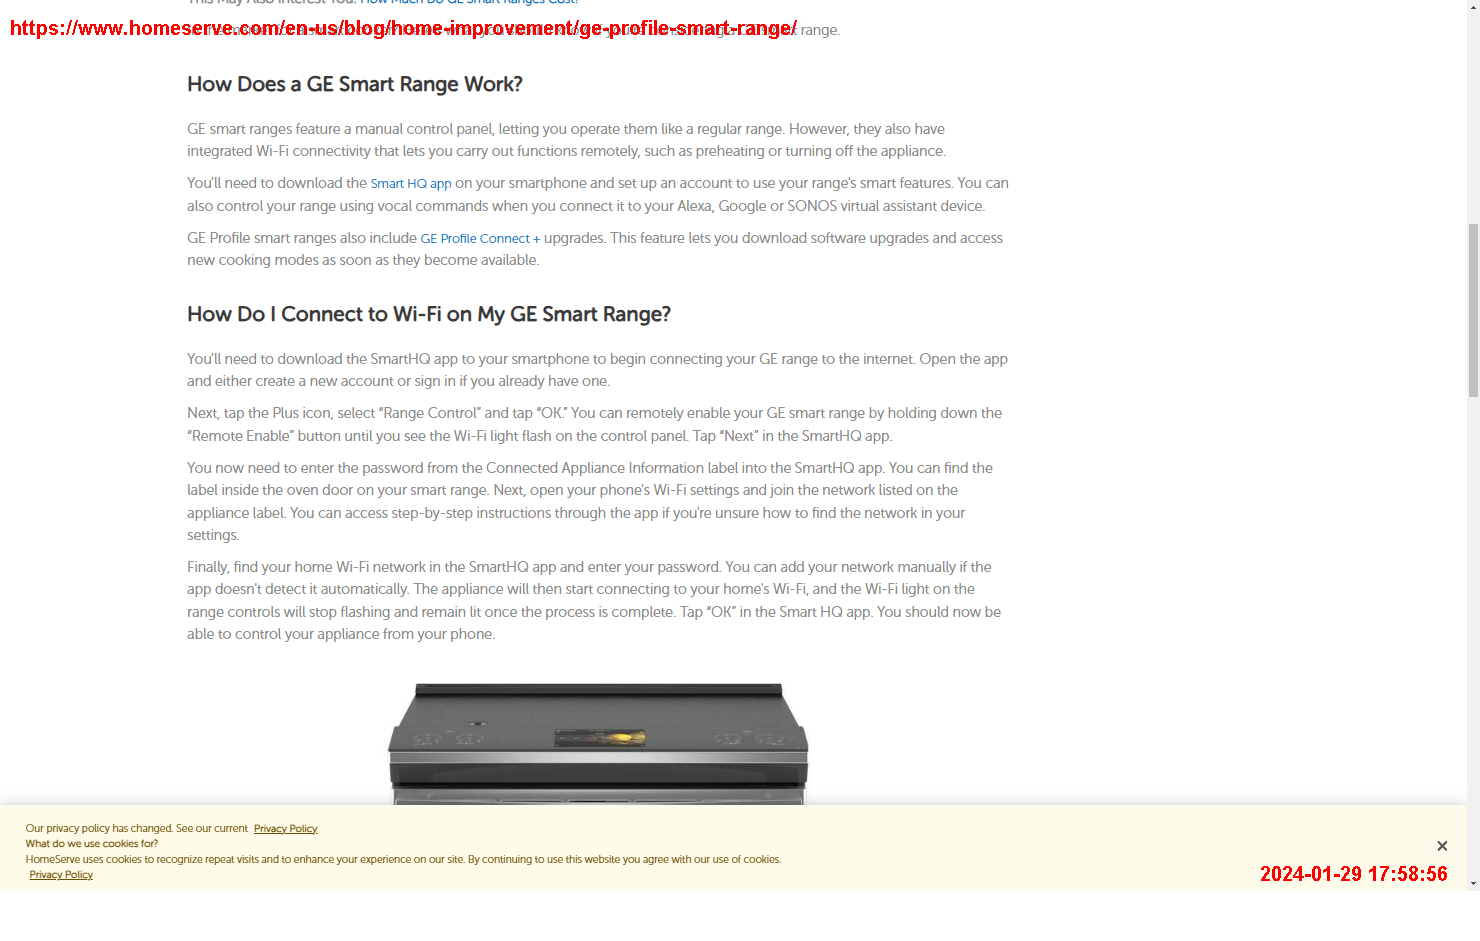 This May Also Interest You: How Much Do GE Smart Ranges Cost?
https://www.homeserve.com/en-us/blog/home-improvement/ge-profile-smart-range/
range.
How Does a GE Smart Range Work?
GE smart ranges feature a manual control panel, letting you operate them like a regular range. However, they also have
integrated Wi-Fi connectivity that lets you carry out functions remotely, such as preheating or turning off the appliance.
You'll need to download the Smart HQ app on your smartphone and set up an account to use your range's smart features. You can
also control your range using vocal commands when you connect it to your Alexa, Google or SONOS virtual assistant device.
GE Profile smart ranges also include GE Profile Connect + upgrades. This feature lets you download software upgrades and access
new cooking modes as soon as they become available.
How Do I Connect to Wi-Fi on My GE Smart Range?
You'll need to download the SmartHQ app to your smartphone to begin connecting your GE range to the internet. Open the app
and either create a new account or sign in if you already have one.
Next, tap the Plus icon, select “Range Control” and tap “OK.” You can remotely enable your GE smart range by holding down the
“Remote Enable” button until you see the Wi-Fi light flash on the control panel. Tap “Next” in the SmartHQ app.
You now need to enter the password from the Connected Appliance Information label into the SmartHQ app. You can find the
label inside the oven door on your smart range. Next, open your phone's Wi-Fi settings and join the network listed on the
appliance label. You can access step-by-step instructions through the app if you're unsure how to find the network in your
settings.
Finally, find your home Wi-Fi network in the SmartHQ app and enter your password. You can add your network manually if the
app doesn't detect it automatically. The appliance will then start connecting to your home's Wi-Fi, and the Wi-Fi light on the
range controls will stop flashing and remain lit once the process is complete. Tap “OK” in the Smart HQ app. You should now be
able to control your appliance from your phone.
Our privacy policy has changed. See our current Privacy Policy
What do we use cookies for?
HomeServe uses cookies to recognize repeat visits and to enhance your experience on our site. By continuing to use this website you agree with our use of cookies.
Privacy Policy
2024-01-29 17:58:56